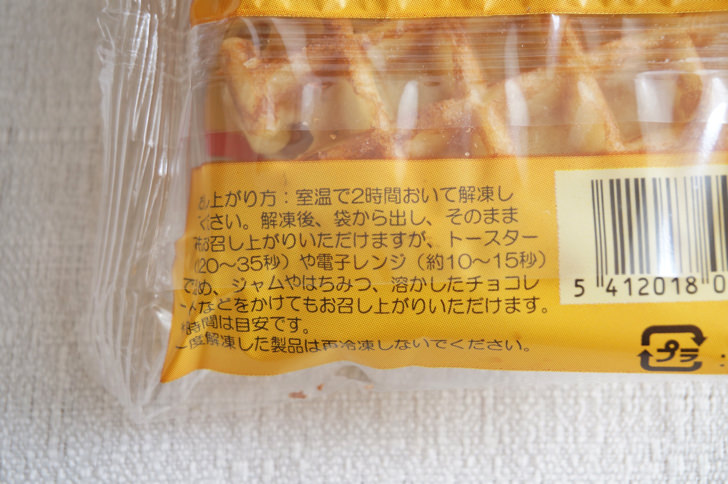 し上がり方：室温で2時間おいて解凍し
ください。解凍後、袋から出し、そのまま
お召し上がりいただけますが、トースター
（20～35秒）や電子レンジ（約10～15秒）
ジャムやはちみつ、溶かしたチョコレ
などをかけてもお召し上がりいただけます。
時間は目安です。
度解凍した製品は再冷凍しないでください。
5 412018 0
プラ